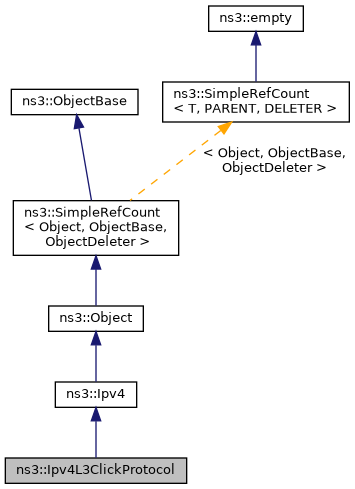 ns3::empty
ns3::ObjectBase
ns3::SimpleRefCount
< T, PARENT, DELETER >
< Object, ObjectBase,
ObjectDeleter >
ns3::SimpleRefCount
< Object, ObjectBase,
ObjectDeleter >
ns3::Object
ns3::Ipv4
ns3::Ipv4L3ClickProtocol